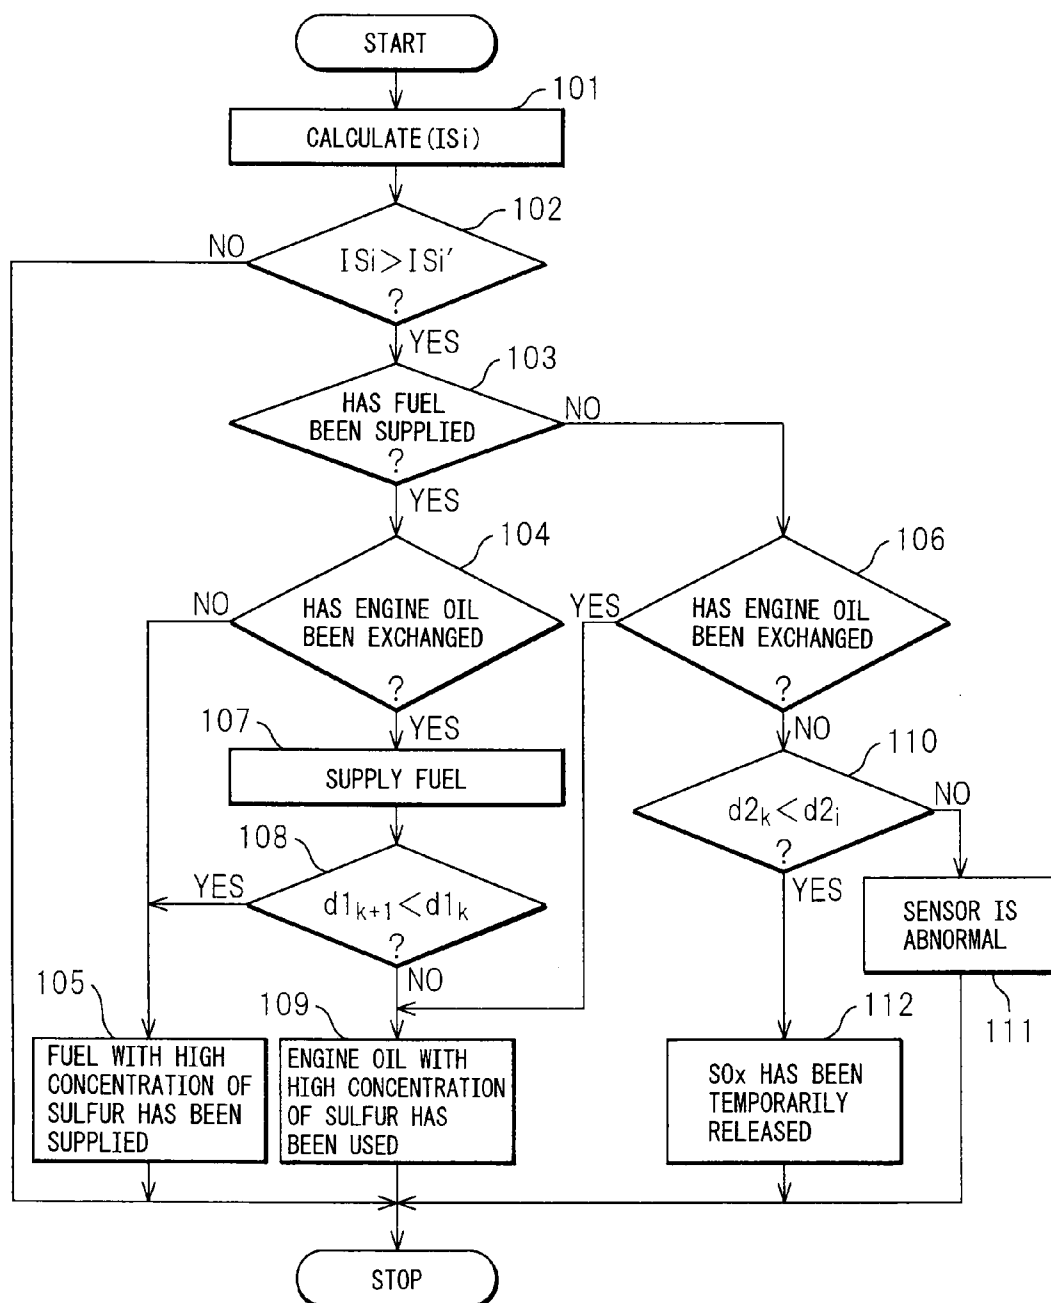 START
101
CALCULATE(ISi)
102
NO
ISi>ISi′
?
YES
103
HAS FUEL
BEEN SUPPLIED
?
NO
YES
104
106
NO
HAS ENGINE OIL
BEEN EXCHANGED
?
YES
HAS ENGINE OIL
BEEN EXCHANGED
?
107
YES
NO
110
SUPPLY FUEL
d2k<d2i
?
NO
108
YES
YES
d1k+1<d1k
?
SENSOR IS
ABNORMAL
NO
105
109
112
111
FUEL WITH HIGH
CONCENTRATION OF
SULFUR HAS BEEN
SUPPLIED
ENGINE OIL WITH
HIGH CONCENTRATION
OF SULFUR HAS
BEEN USED
SOx HAS BEEN
TEMPORARILY
RELEASED
STOP